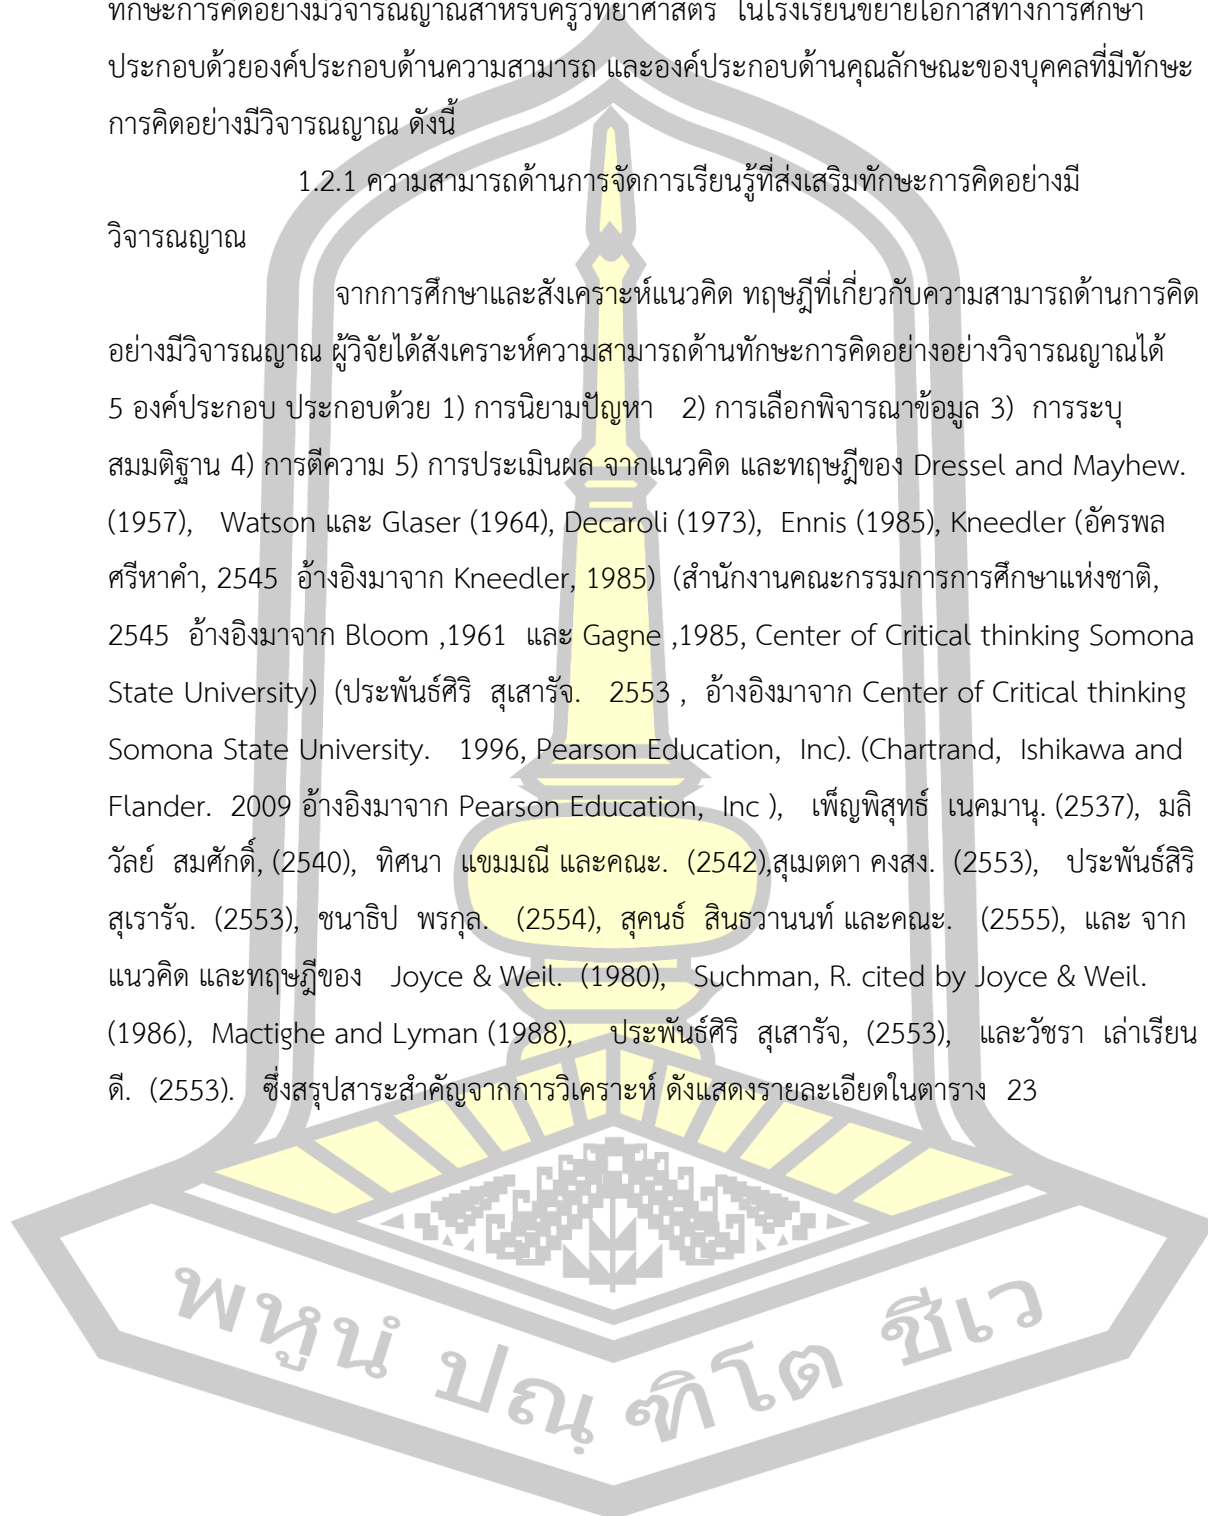 ทักษะการคิดอย่างมีวิจารณญาณสำหรับครูวิทยาศาสตร์ ในโรงเรียนขยายโอกาสทางการศึกษา
ประกอบด้วยองค์ประกอบด้านความสามารถ และองค์ประกอบด้านคุณลักษณะของบุคคลที่มีทักษะ
การคิดอย่างมีวิจารณญาณ ดังนี้
1.2.1 ความสามารถด้านการจัดการเรียนรู้ที่ส่งเสริมทักษะการคิดอย่างมี
วิจารณญาณ
จากการศึกษาและสังเคราะห์แนวคิด ทฤษฎีที่เกี่ยวกับความสามารถด้านการคิด
อย่างมีวิจารณญาณ ผู้วิจัยได้สังเคราะห์ความสามารถด้านทักษะการคิดอย่างอย่างวิจารณญาณได้
5 องค์ประกอบ ประกอบด้วย 1) การนิยามปัญหา 2) การเลือกพิจารณาข้อมูล 3) การระบุ
สมมติฐาน 4) การตีความ 5) การประเมินผล จากแนวคิด และทฤษฎีของ Dressel and Mayhew.
(1957), Watson และ Glaser (1964), Decaroli (1973), Ennis (1985), Kneedler (อัครพล
ศรีหาคำ, 2545 อ้างอิงมาจาก Kneedler, 1985) (สำนักงานคณะกรรมการการศึกษาแห่งชาติ,
2545 อ้างอิงมาจาก Bloom ,1961 และ Gagne ,1985, Center of Critical thinking Somona
State University) (ประพันธ์ศิริ สุเสารัจ. 2553 , อ้างอิงมาจาก Center of Critical thinking
Somona State University. 1996, Pearson Education, Inc). (Chartrand, Ishikawa and
Flander. 2009 อ้างอิงมาจาก Pearson Education, Inc ), เพ็ญพิสุทธ์ เนคมานุ. (2537), มลิ
วัลย์ สมศักดิ์, (2540), ทิศนา แขมมณี และคณะ. (2542),สุเมตตา คงสง. (2553), ประพันธ์สิริ
สุเรารัจ. (2553), ชนาธิป พรกุล. (2554), สุคนธ์ สินธวานนท์ และคณะ. (2555), และ จาก
แนวคิด และทฤษฎีของ Joyce & Weil. (1980), Suchman, R. cited by Joyce & Weil.
(1986), Mactighe and Lyman (1988), ประพันธ์ศิริ สุเสารัจ, (2553), และวัชรา เล่าเรียน
ดี. (2553). ซึ่งสรุปสาระสำคัญจากการวิเคราะห์ ดังแสดงรายละเอียดในตาราง 23
พหูนํ ปณฺ ฑิโต ชีเว